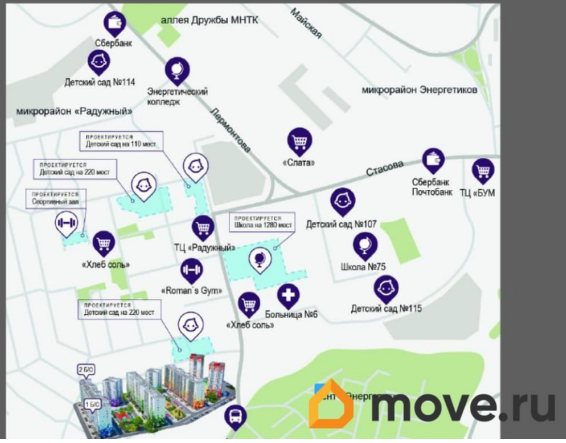 аллея Дружбы МНТК
Майская
Сбербанк
Детский сад №114
Энергетический
колледж
микрорайон Энергетиков
микрорайон «Радужный»
Лермонтова
ПРОЕКТИРУЕТСЯ
Детский сад на 110 мест
«Слата»
Стасова
ПРОЕКТИРУЕТСЯ
Детский сад на 220 мест
Сбербанк
Почтобанк
ТЦ «БУМ
ПРОЕКТИРУЕТСЯ
Спортивный зал
ПРОЕКТИРУЕТСЯ
Школа на 1280 мест
Детский сад №107
ТЦ «Радужный»
«Хлеб соль»
Школа №75
«Roman`s Gym»
Детский сад №115
«Хлеб соль»
Больница №6
ПРОЕКТИРУЕТСЯ
Детский сад на 220 мест
2 Б/С
1 Б/С
move.ru